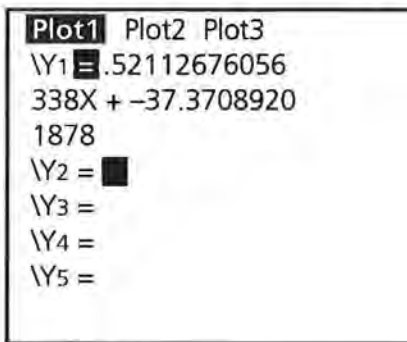 Plot1 Plot2 Plot3
\Y1=.52112676056
338X + –37.3708920
1878
\Y2 =
\Y3 =
\Y4 =
\Y5 =